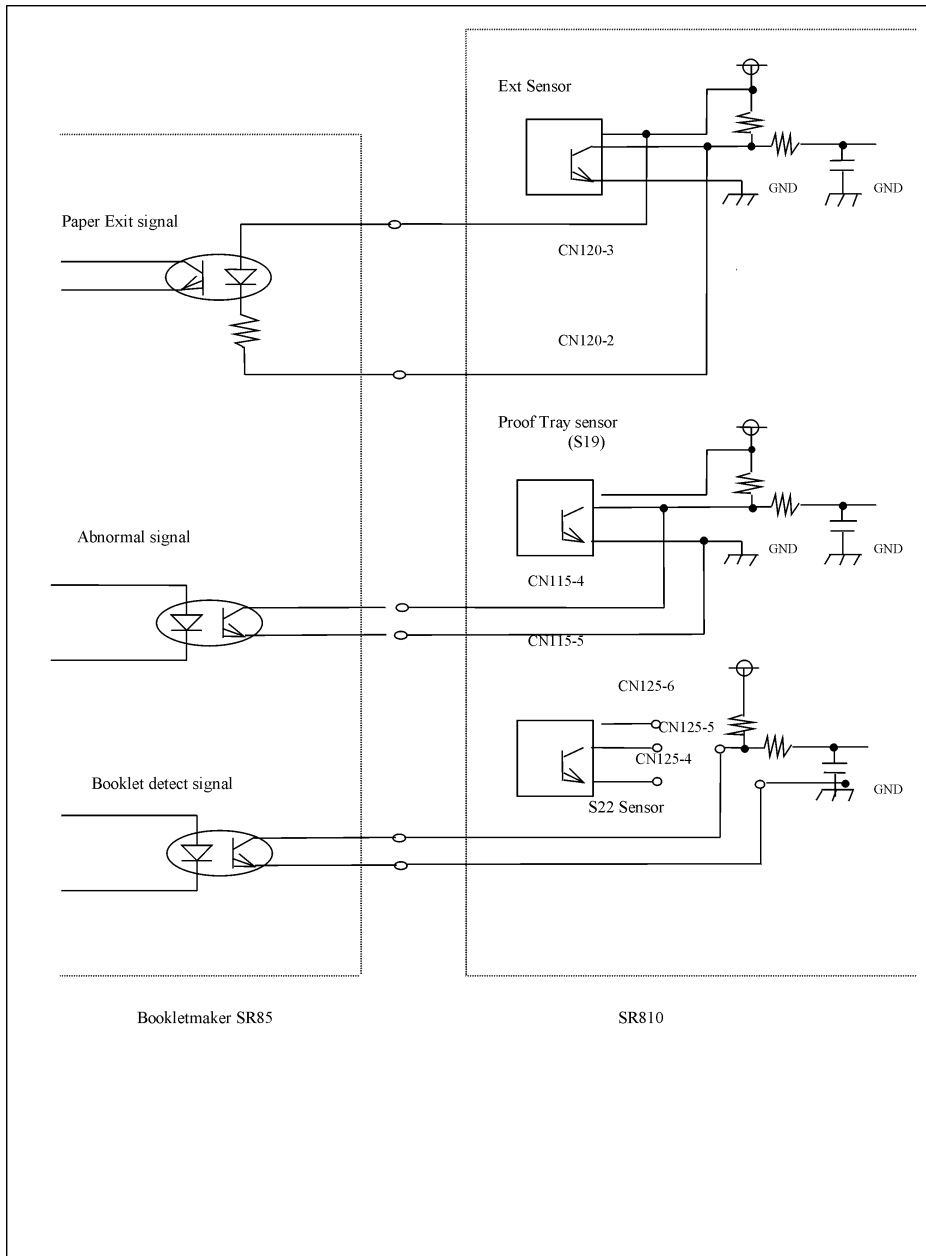 Ext Sensor
GND
GND
Paper Exit signal
CN120-3
CN120-2
Proof Tray sensor
(S19)
Abnormal signal
GND
GND
CN115-4
CN115-5
CN125-6
CN125-5
CN125-4
Booklet detect signal
GND
S22 Sensor
Bookletmaker SR85
SR810